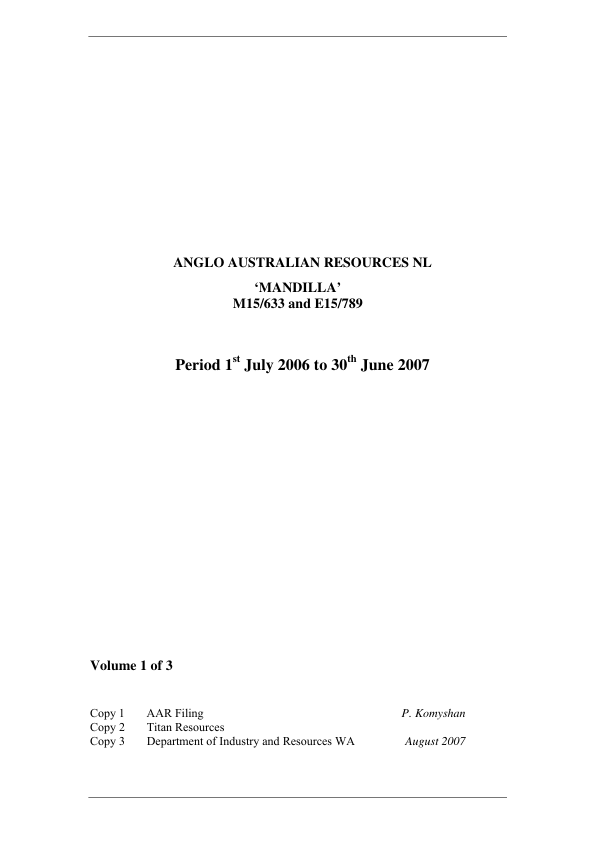 ANGLO AUSTRALIAN RESOURCES NL
‘MANDILLA’
M15/633 and E15/789
Period 1st July 2006 to 30th June 2007
Volume 1 of 3
Copy 1 AAR Filing P. Komyshan
Copy 2 Titan Resources
Copy 3 Department of Industry and Resources WA August 2007